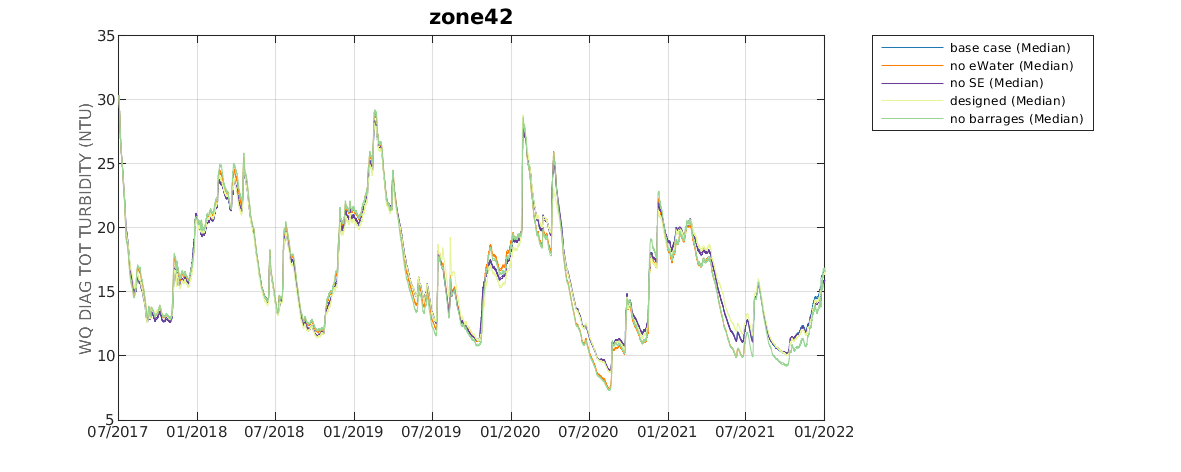 zone42
WQ DIAG TOT TURBIDITY (NTU)
35
30
25
20
15
10
5
07/2017 01/2018 07/2018 01/2019 07/2019 01/2020 07/2020 01/2021 07/2021 01/2022
base case (Median)
no eWater (Median)
no SE (Median)
designed (Median)
no barrages (Median)